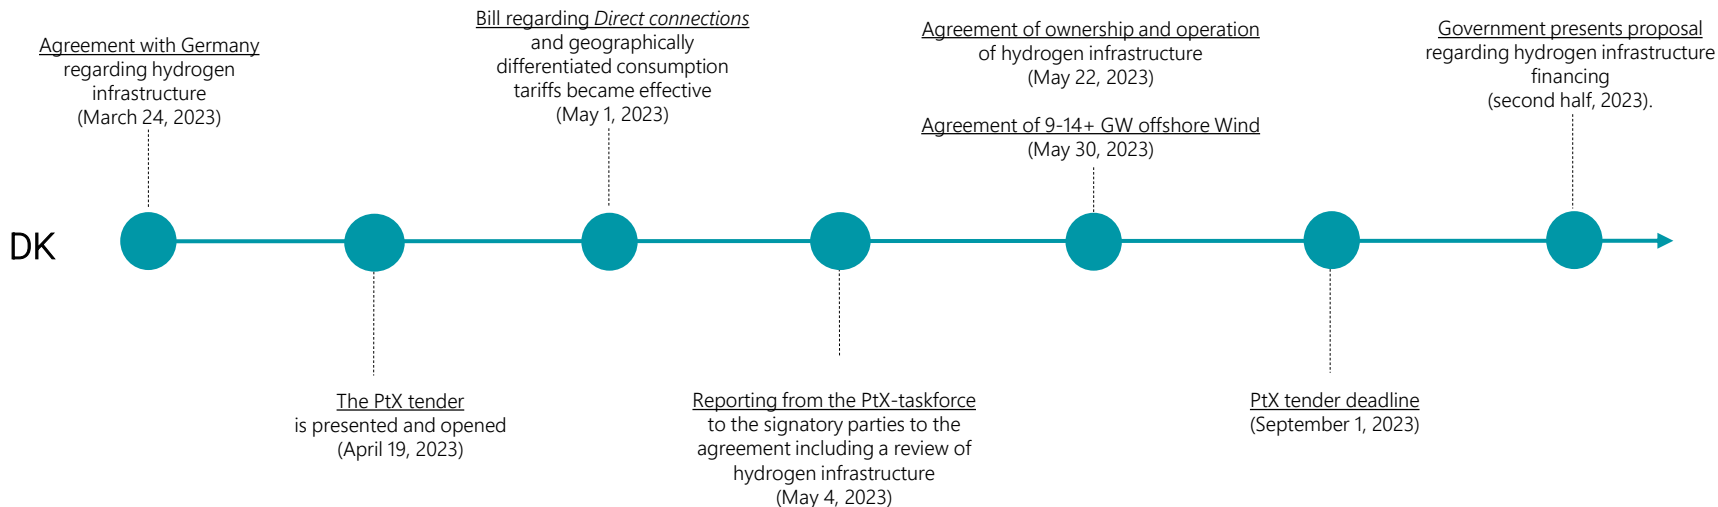 Agreement with Germany
regarding hydrogen
infrastructure
(March 24, 2023)
Bill regarding Direct connections
and geographically
differentiated consumption
tariffs became effective
(May 1, 2023)
Agreement of ownership and operation
of hydrogen infrastructure
(May 22, 2023)
Agreement of 9-14+ GW offshore Wind
(May 30, 2023)
Government presents proposal
regarding hydrogen infrastructure
financing
(second half, 2023).
DK
The PtX tender
is presented and opened
(April 19, 2023)
Reporting from the PtX-taskforce
to the signatory parties to the
agreement including a review of
hydrogen infrastructure
(May 4, 2023)
PtX tender deadline
(September 1, 2023)